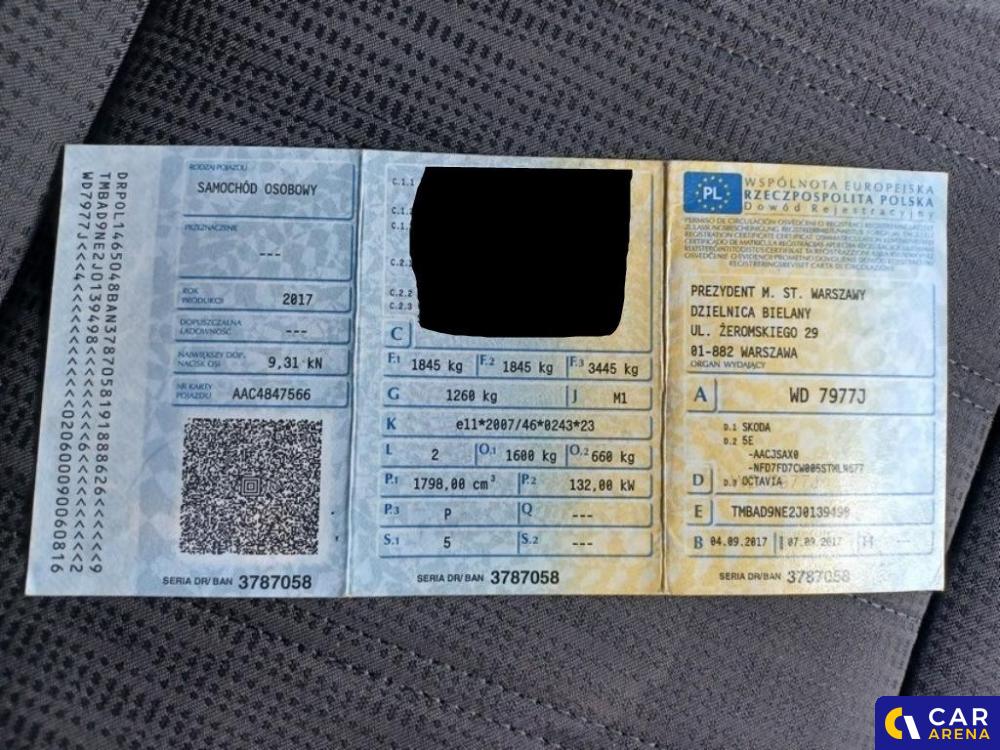 DRPOL1465048BAN3787058191888626<<<<<<9
TMBAD9NE2J0139498<<<<<<<<<<<<<<6<<<<<2
WD7977J<<<<<<<<<<<<<<0206000900060816
RODZAJ POJAZDU
SAMOCHÓD OSOBOWY
PRZEZNACZENIE
---
ROK PRODUKCJI 2017
DOPUSZCZALNA ŁADOWNOŚĆ ---
NAJWIĘKSZY DOP. NACISK OSI 9,31 kN
NR KARTY POJAZDU AAC4847566
SERIA DR/BAN 3787058
C.1.1
C.1.2
C.1.
C.2.1
C.2.2
C.2.3
C
F.1 1845 kg F.2 1845 kg F.3 3445 kg
G 1260 kg J M1
K e11*2007/46*0243*23
L 2 O.1 1600 kg O.2 660 kg
P.1 1798,00 cm³ P.2 132,00 kW
P.3 P Q ---
S.1 5 S.2 ---
SERIA DR/BAN 3787058
PL
WSPÓLNOTA EUROPEJSKA
RZECZPOSPOLITA POLSKA
Dowód Rejestracyjny
PREZYDENT M. ST. WARSZAWY
DZIELNICA BIELANY
UL. ŻEROMSKIEGO 29
01-882 WARSZAWA
ORGAN WYDAJĄCY
A WD 7977J
D.1 SKODA
D.2 5E
-AACJSAX0
D D.3 OCTAVIA
E TMBAD9NE2J0139498
B 04.09.2017 07.09.2017 H ---
SERIA DR/BAN 3787058
CAR
ARENA